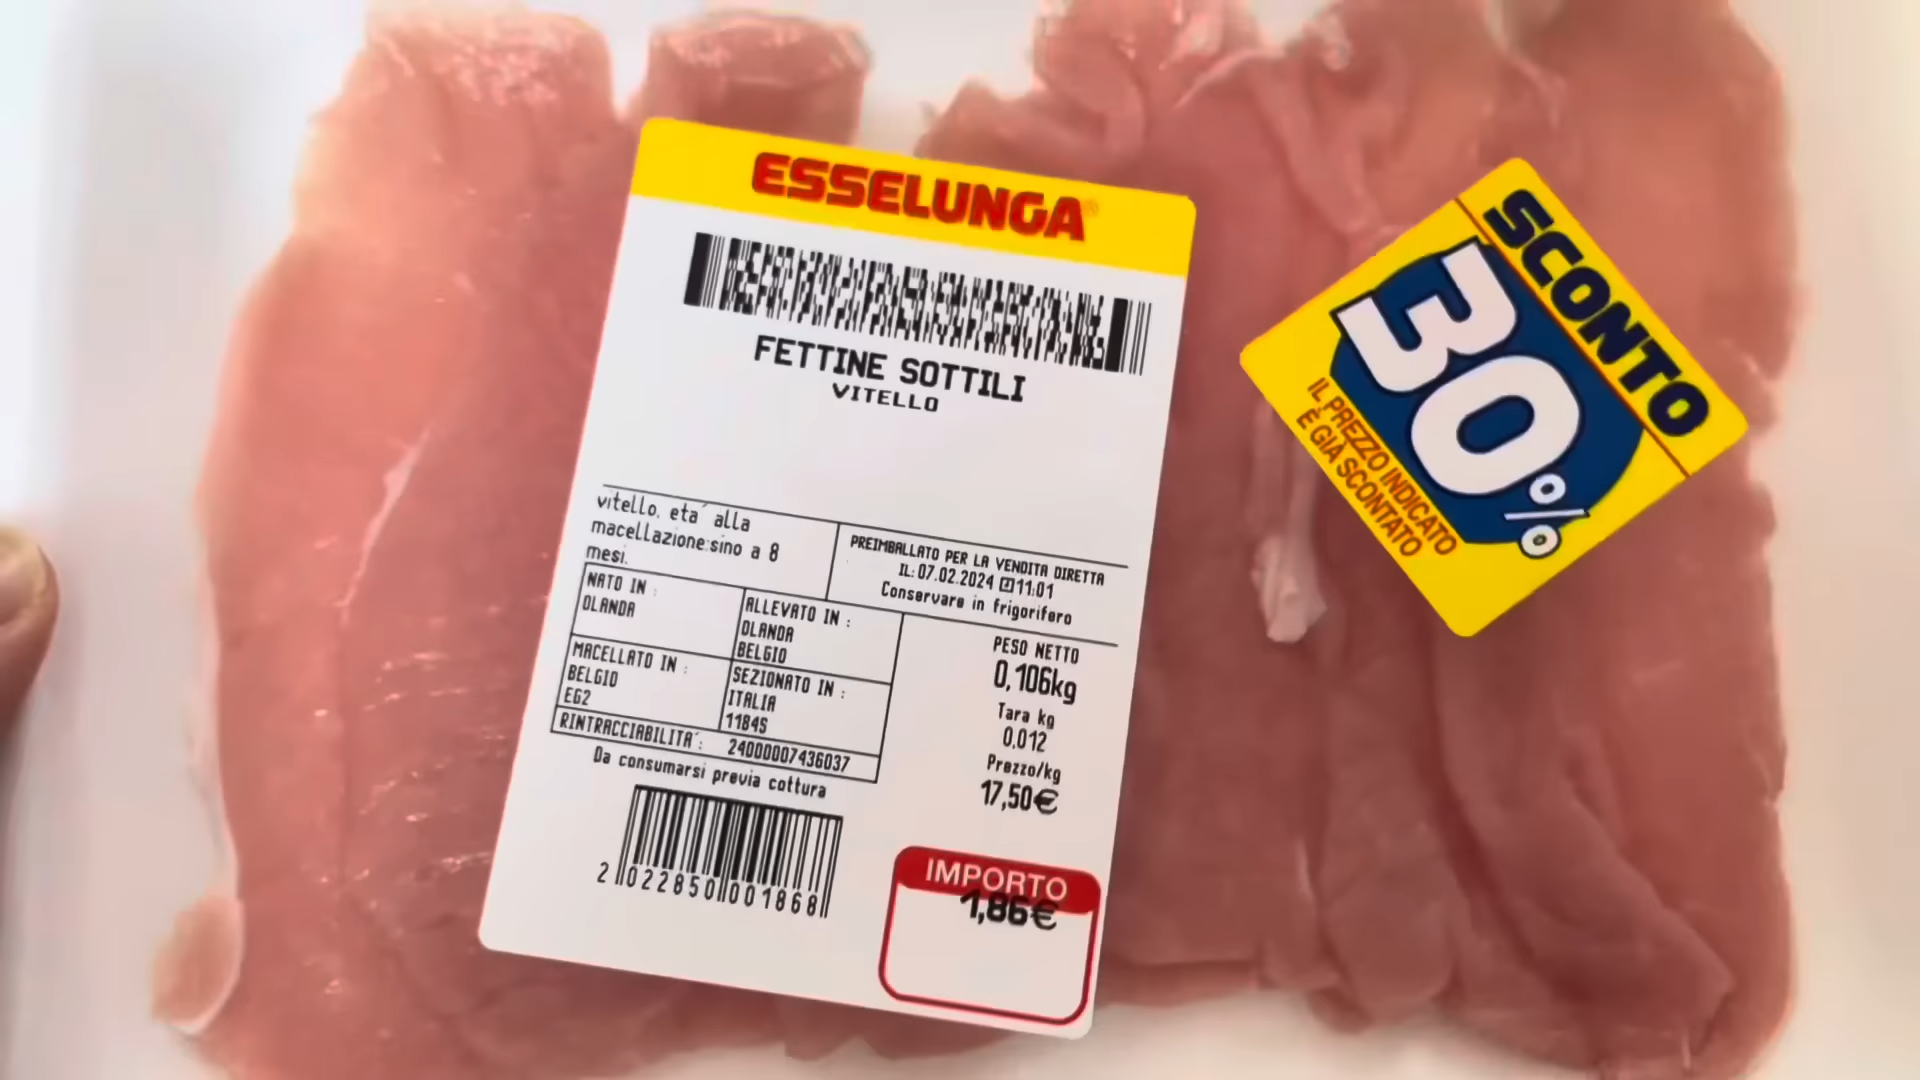 ESSELUNGA
FETTINE SOTTILI
VITELLO
vitello, eta' alla
macellazione:sino a 8
mesi.
PREIMBALLATO PER LA VENDITA DIRETTA
IL: 07.02.2024 11:01
Conservare in frigorifero
NATO IN :
OLANDA
ALLEVATO IN :
OLANDA
BELGIO
MACELLATO IN :
BELGIO
EG2
SEZIONATO IN :
ITALIA
1184S
RINTRACCIABILITA': 24000007436037
Da consumarsi previa cottura
PESO NETTO
0,106kg
Tara kg
0,012
Prezzo/kg
17,50€
2 022850 001868
IMPORTO
1,86€
SCONTO
30%
IL PREZZO INDICATO
È GIÀ SCONTATO